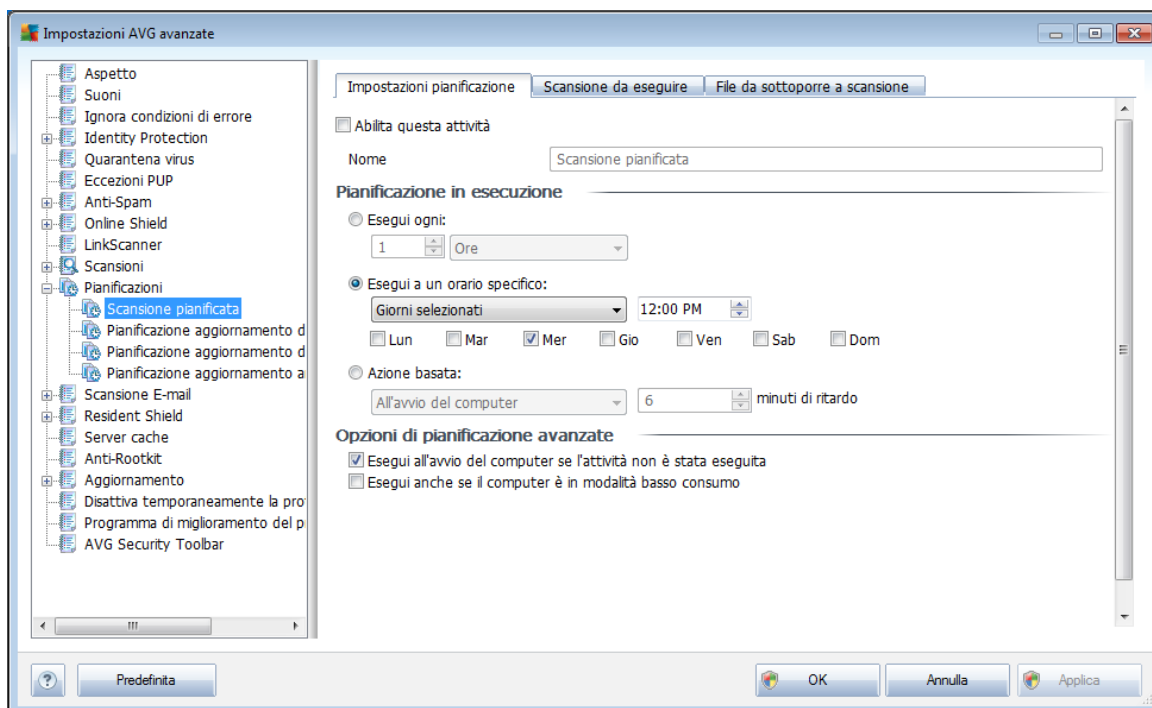 Impostazioni AVG avanzate
Aspetto
Suoni
Ignora condizioni di errore
Identity Protection
Quarantena virus
Eccezioni PUP
Anti-Spam
Online Shield
LinkScanner
Scansioni
Pianificazioni
Scansione pianificata
Pianificazione aggiornamento d
Pianificazione aggiornamento d
Pianificazione aggiornamento a
Scansione E-mail
Resident Shield
Server cache
Anti-Rootkit
Aggiornamento
Disattiva temporaneamente la pro
Programma di miglioramento del p
AVG Security Toolbar
Impostazioni pianificazione Scansione da eseguire File da sottoporre a scansione
Abilita questa attività
Nome Scansione pianificata
Pianificazione in esecuzione
Esegui ogni:
1 Ore
Esegui a un orario specifico:
Giorni selezionati 12:00 PM
Lun Mar Mer Gio Ven Sab Dom
Azione basata:
All'avvio del computer 6 minuti di ritardo
Opzioni di pianificazione avanzate
Esegui all'avvio del computer se l'attività non è stata eseguita
Esegui anche se il computer è in modalità basso consumo
? Predefinita OK Annulla Applica